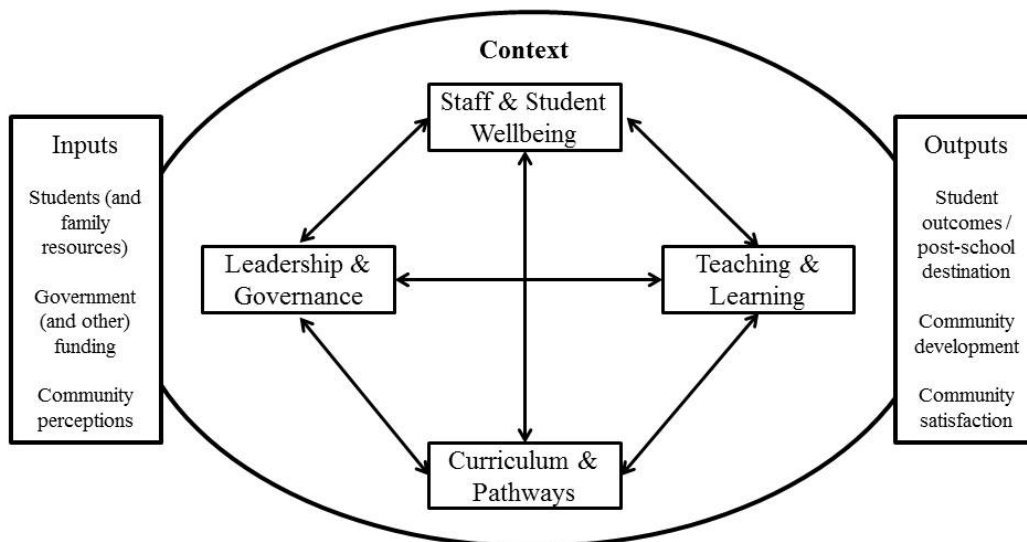 Context
Staff & Student
Wellbeing
Inputs
Students (and
family
resources)
Government
(and other)
funding
Community
perceptions
Leadership &
Governance
Teaching &
Learning
Curriculum &
Pathways
Outputs
Student
outcomes /
post-school
destination
Community
development
Community
satisfaction